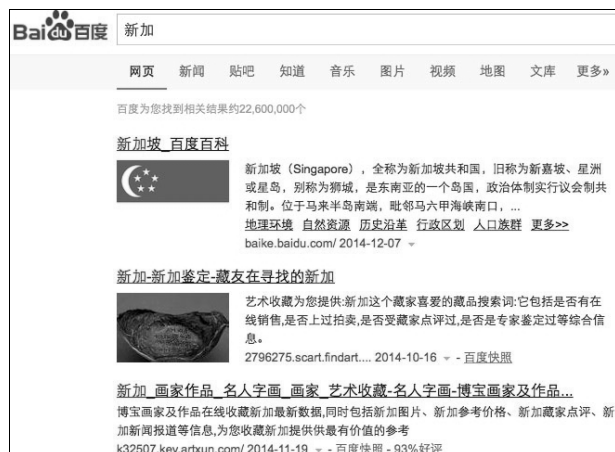 Baidu百度 新加
网页 新闻 贴吧 知道 音乐 图片 视频 地图 文库 更多»
百度为您找到相关结果约22,600,000个
新加坡_百度百科
新加坡（Singapore），全称为新加坡共和国，旧称为新嘉坡、星洲
或星岛，别称为狮城，是东南亚的一个岛国，政治体制实行议会制共
和制。位于马来半岛南端，毗邻马六甲海峡南口，...
地理环境 自然资源 历史沿革 行政区划 人口族群 更多>>
baike.baidu.com/ 2014-12-07
新加-新加鉴定-藏友在寻找的新加
艺术收藏为您提供:新加这个藏家喜爱的藏品搜索词:它包括是否有在
线销售,是否上过拍卖,是否受藏家点评过,是否是专家鉴定过等综合信
息。
2796275.scart.findart.... 2014-10-16 - 百度快照
新加_画家作品_名人字画_画家_艺术收藏-名人字画-博宝画家及作品...
博宝画家及作品在线收藏新加最新数据,同时包括新加图片、新加参考价格、新加藏家点评、新
加新闻报道等信息,为您收藏新加提供供最有价值的参考
k32507.key.artxun.com/ 2014-11-19 - 百度快照 - 93%好评